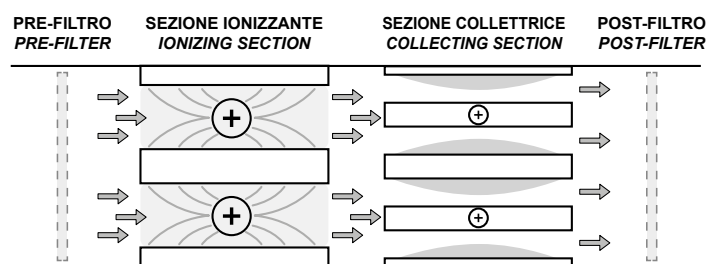 PRE-FILTRO
PRE-FILTER
SEZIONE IONIZZANTE
IONIZING SECTION
SEZIONE COLLETTRICE
COLLECTING SECTION
POST-FILTRO
POST-FILTER
+
+
+
+